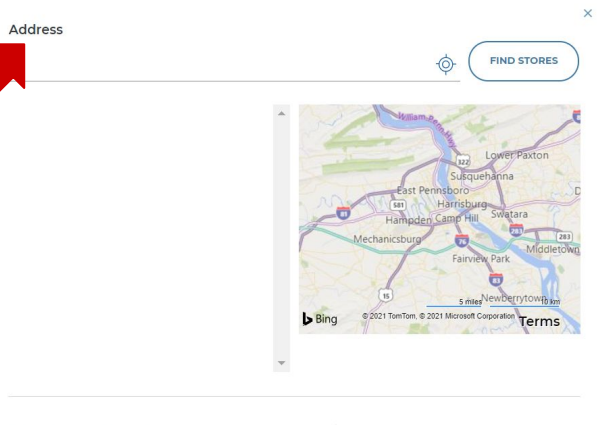 Address
FIND STORES
William Penn Hwy
322
Lower Paxton
Susquehanna
East Pennsboro
581
Harrisburg
81
Hampden
Camp Hill
Swatara
283
283
Mechanicsburg
76
Middletown
Fairview Park
83
15
5 miles
Newberrytown
10 km
Bing
© 2021 TomTom, © 2021 Microsoft Corporation
Terms